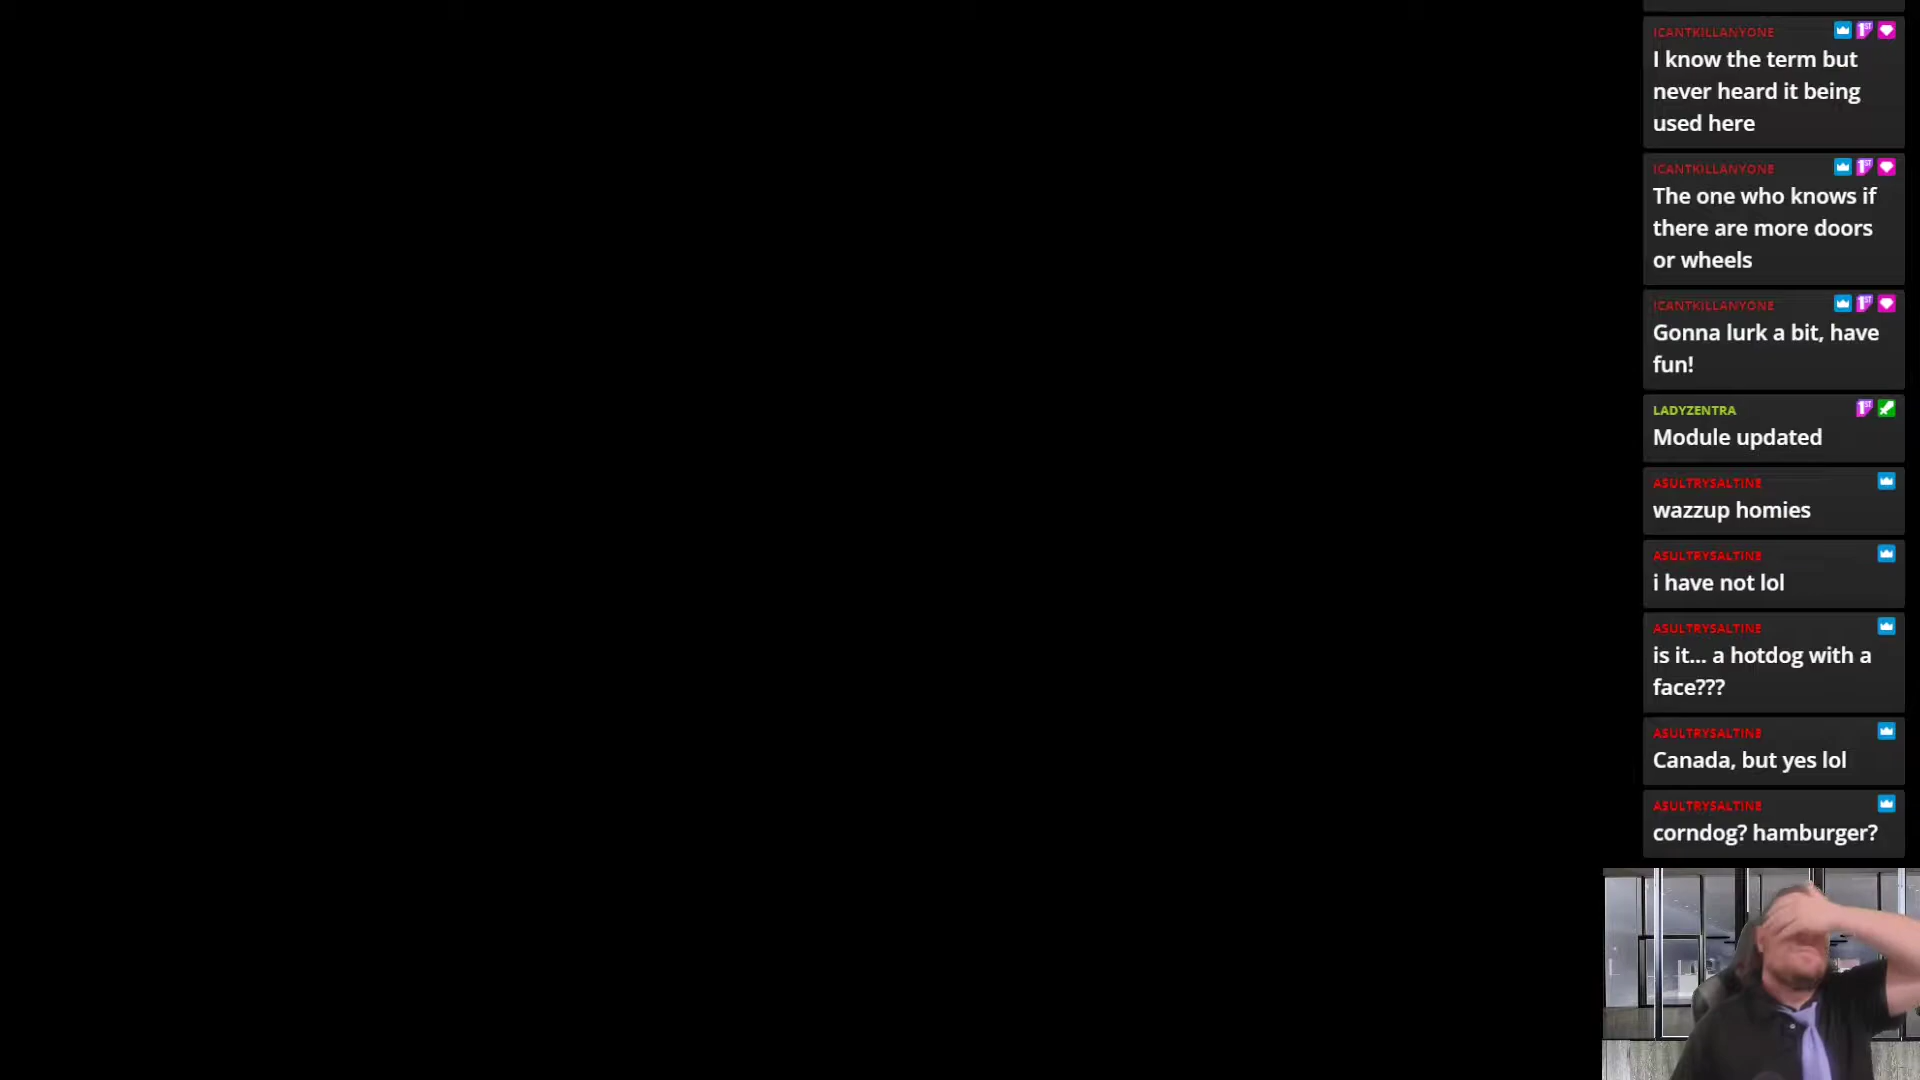 ICANTKILLANYONE
I know the term but
never heard it being
used here
ICANTKILLANYONE
The one who knows if
there are more doors
or wheels
ICANTKILLANYONE
Gonna lurk a bit, have
fun!
LADYZENTRA
Module updated
ASULTRYSALTINE
wazzup homies
ASULTRYSALTINE
i have not lol
ASULTRYSALTINE
is it... a hotdog with a
face???
ASULTRYSALTINE
Canada, but yes lol
ASULTRYSALTINE
corndog? hamburger?